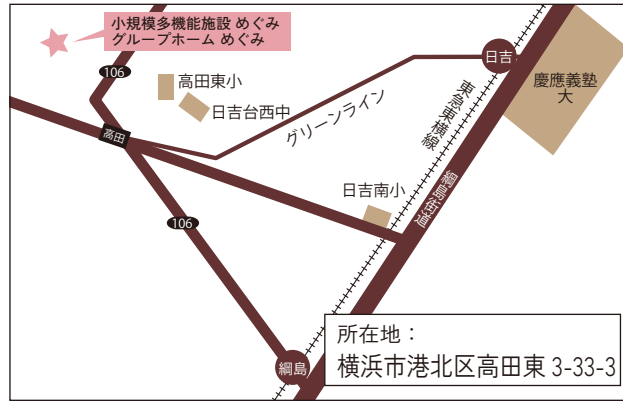 小規模多機能施設 めぐみ
グループホーム めぐみ
106
高田東小
日吉台西中
高田
グリーンライン
日吉
慶應義塾
大
東急東横線
綱島街道
日吉南小
106
綱島
所在地：
横浜市港北区高田東 3-33-3